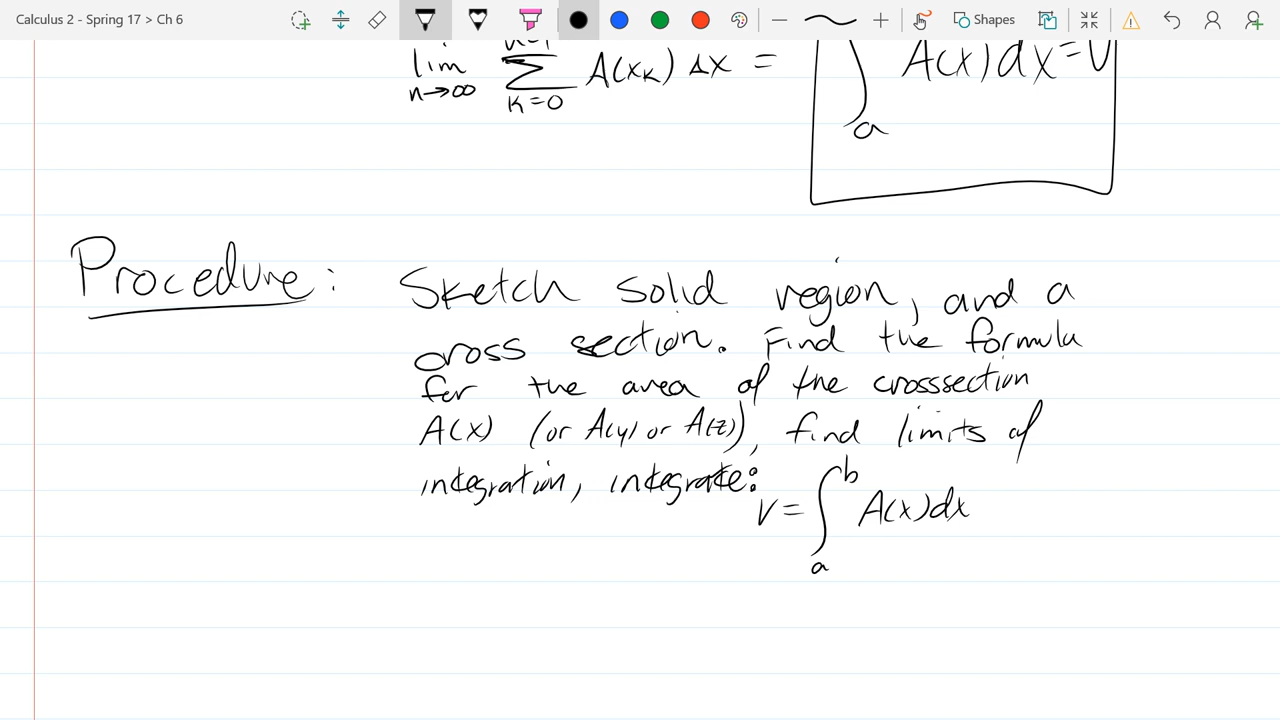 Calculus 2 - Spring 17 > Ch 6
Shapes
lim n→∞ ∑ k=0 A(xₖ) Δx = ∫ₐ A(x)dx = V
Procedure: Sketch solid region, and a
cross section. Find the formula
for the area of the crosssection
A(x) (or A(y) or A(z)), find limits of
integration, integrate:
V = ∫ₐᵇ A(x)dx